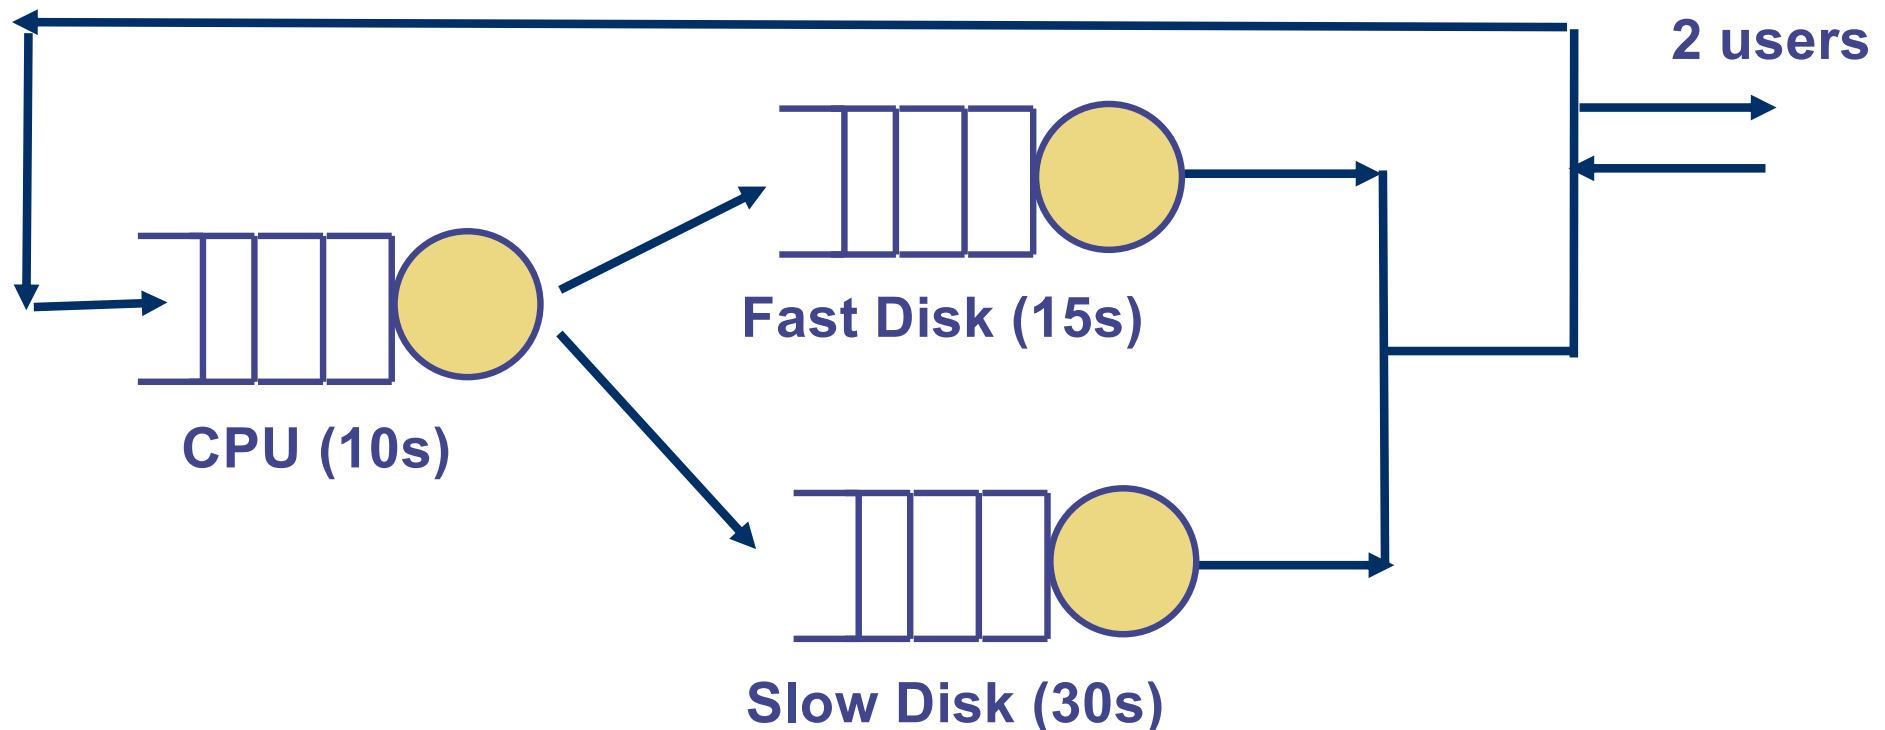 2 users
Fast Disk (15s)
CPU (10s)
Slow Disk (30s)